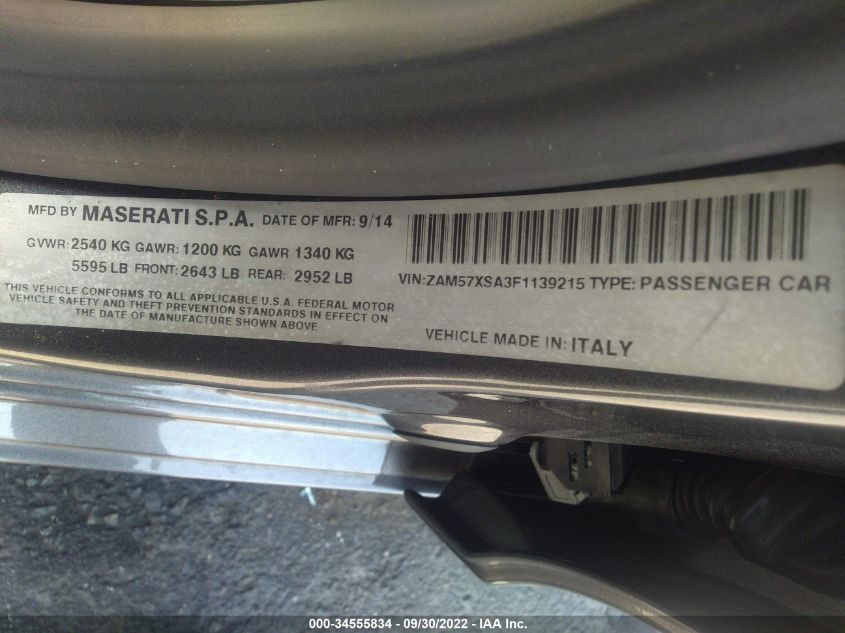 MFD BY MASERATI S.P.A. DATE OF MFR: 9/14
GVWR: 2540 KG GAWR: 1200 KG GAWR 1340 KG
5595 LB FRONT: 2643 LB REAR: 2952 LB
THIS VEHICLE CONFORMS TO ALL APPLICABLE U.S.A. FEDERAL MOTOR
VEHICLE SAFETY AND THEFT PREVENTION STANDARDS IN EFFECT ON
THE DATE OF MANUFACTURE SHOWN ABOVE
VIN:ZAM57XSA3F1139215 TYPE: PASSENGER CAR
VEHICLE MADE IN: ITALY
000-34555834 - 09/30/2022 - IAA Inc.